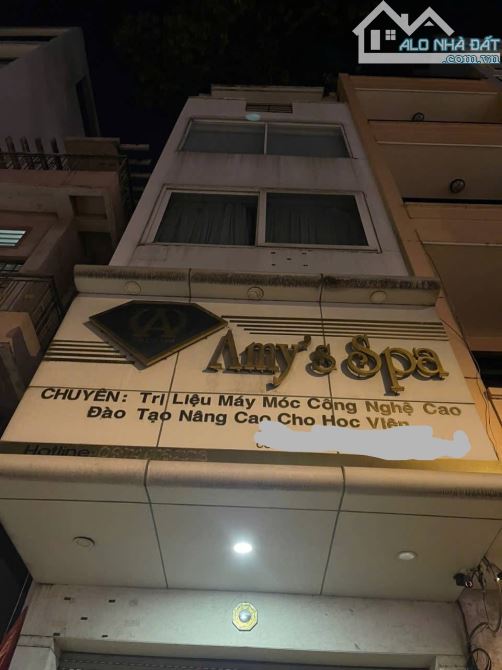 ALO NHÀ ĐẤT
.com.vn
Amy's Spa
CHUYÊN: Trị Liệu Máy Móc Công Nghệ Cao
Đào Tạo Nâng Cao Cho Học Viên
Hotline: